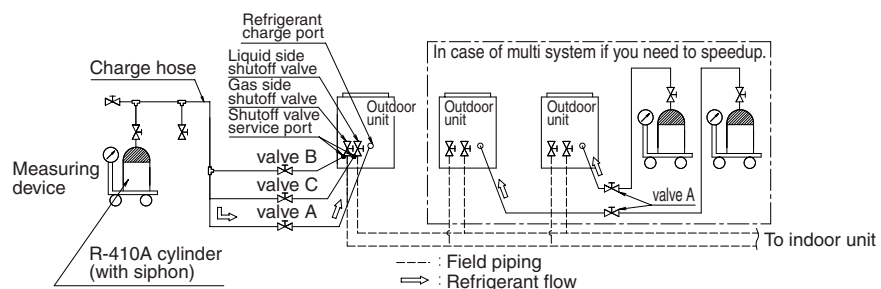 Refrigerant
charge port
Liquid side
shutoff valve
Gas side
shutoff valve
Shutoff valve
service port
Charge hose
In case of multi system if you need to speedup.
Outdoor
unit
Outdoor
unit
Outdoor
unit
Measuring
device
valve B
valve C
valve A
valve A
R-410A cylinder
(with siphon)
To indoor unit
: Field piping
: Refrigerant flow